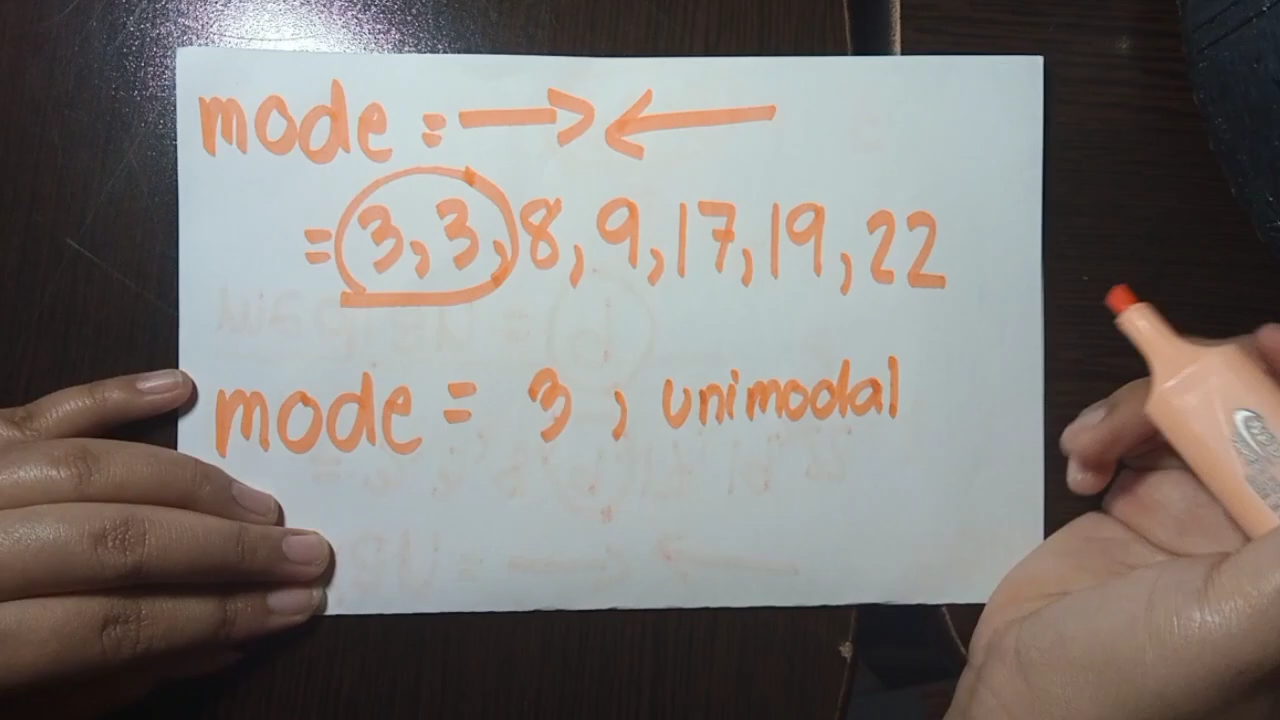 mode = → ←
= 3, 3, 8, 9, 17, 19, 22
mode = 3, unimodal